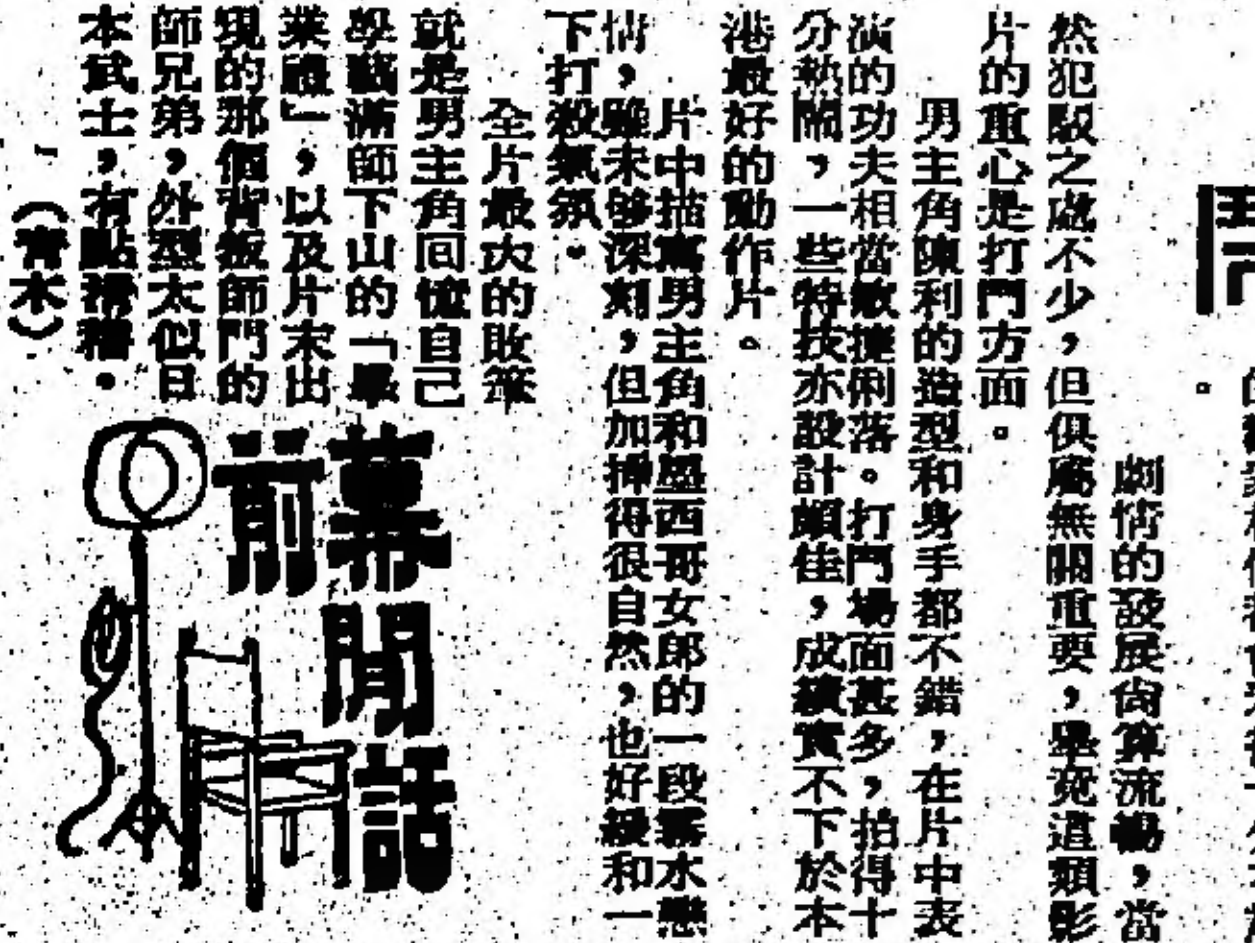 劇情的發展尙算流暢，當
然犯駁之處不少，但俱屬無關重要，畢竟這類影
片的重心是打鬥方面。
男主角陳利的造型和身手都不錯，在片中表
演的功夫相當敏捷俐落。打鬥場面甚多，拍得十
分熱鬧，一些特技亦設計頗佳，成績實不下於本
港最好的動作片。
片中描寫男主角和墨西哥女郎的一段霧水戀
情，雖未够深刻，但加揷得很自然，也好緩和一
下打殺氣氛。
全片最大的敗筆
就是男主角回憶自己
學藝滿師下山的「畢
業禮」，以及片末出
現的那個背叛師門的
師兄弟，外型太似日
本武士，有點滑稽。
（青木）
幕前閒話